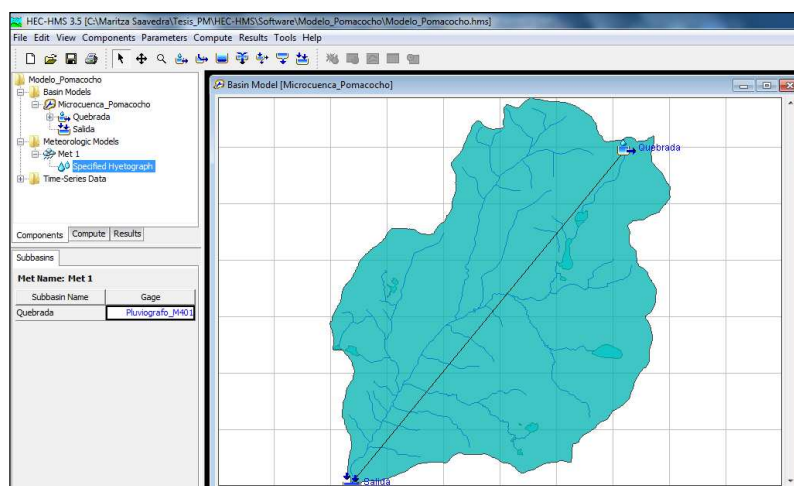 HEC-HMS 3.5 [C:\Maritza Saavedra\Tesis_PM\HEC-HMS\Software\Modelo_Pomacocho\Modelo_Pomacocho.hms]
File Edit View Components Parameters Compute Results Tools Help
Modelo_Pomacocho
Basin Models
Microcuenca_Pomacocho
Quebrada
Salida
Meteorologic Models
Met 1
Specified Hyetograph
Time-Series Data
Components Compute Results
Subbasins
Met Name: Met 1
Subbasin Name Gage
Quebrada Pluviografo_M401
Basin Model [Microcuenca_Pomacocho]
Quebrada
Salida